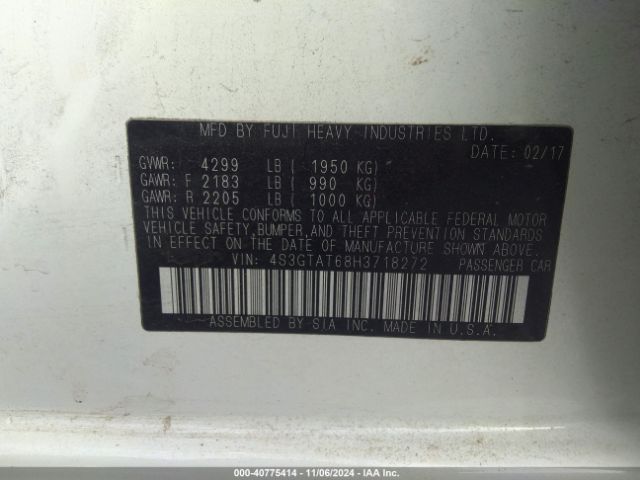 MFD BY FUJI HEAVY INDUSTRIES LTD.
DATE: 02/17
GVWR: 4299 LB ( 1950 KG)
GAWR: F 2183 LB ( 990 KG)
GAWR: R 2205 LB ( 1000 KG)
THIS VEHICLE CONFORMS TO ALL APPLICABLE FEDERAL MOTOR
VEHICLE SAFETY, BUMPER, AND THEFT PREVENTION STANDARDS
IN EFFECT ON THE DATE OF MANUFACTURE SHOWN ABOVE.
VIN: 4S3GTAT68H3718272 PASSENGER CAR
ASSEMBLED BY SIA INC. MADE IN U.S.A.
000-40775414 - 11/06/2024 - IAA Inc.